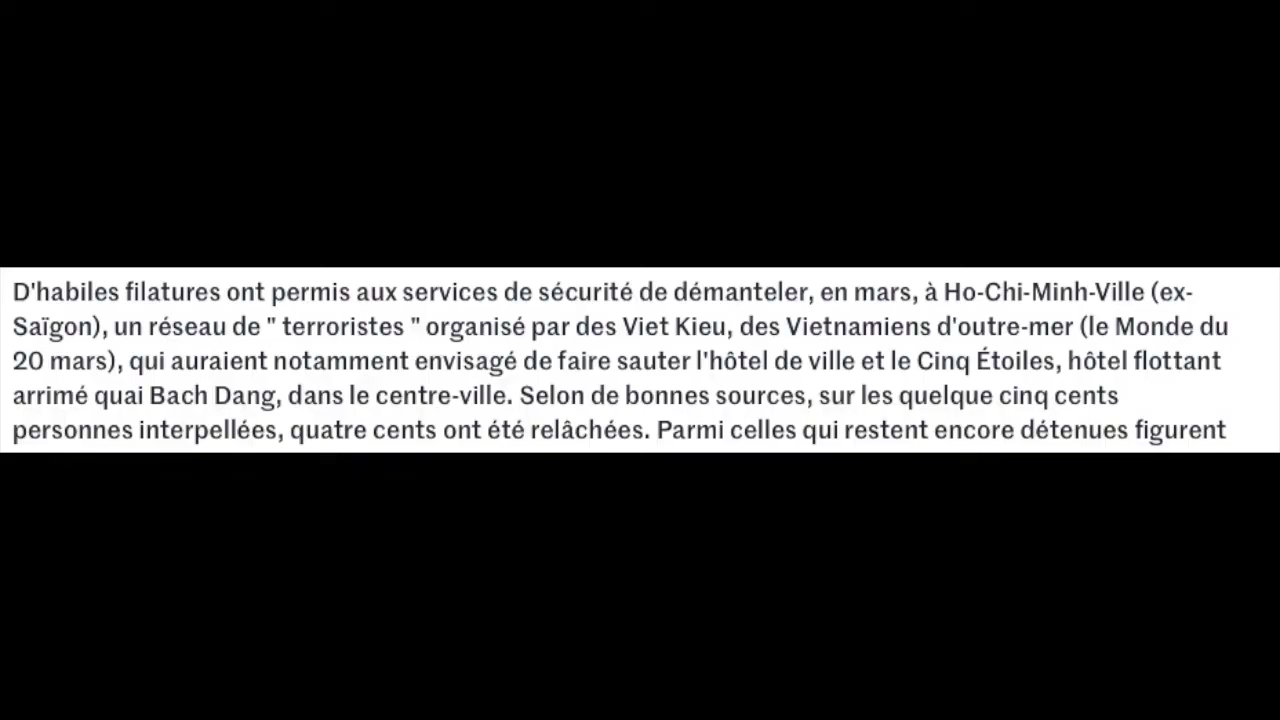 D'habiles filatures ont permis aux services de sécurité de démanteler, en mars, à Ho-Chi-Minh-Ville (ex-
Saïgon), un réseau de " terroristes " organisé par des Viet Kieu, des Vietnamiens d'outre-mer (le Monde du
20 mars), qui auraient notamment envisagé de faire sauter l'hôtel de ville et le Cinq Étoiles, hôtel flottant
arrimé quai Bach Dang, dans le centre-ville. Selon de bonnes sources, sur les quelque cinq cents
personnes interpellées, quatre cents ont été relâchées. Parmi celles qui restent encore détenues figurent